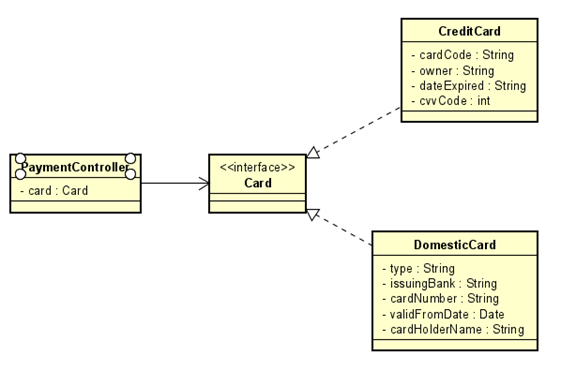 CreditCard
- cardCode : String
- owner : String
- dateExpired : String
- cvvCode : int
PaymentController
- card : Card
<<interface>>
Card
DomesticCard
- type : String
- issuingBank : String
- cardNumber : String
- validFromDate : Date
- cardHolderName : String